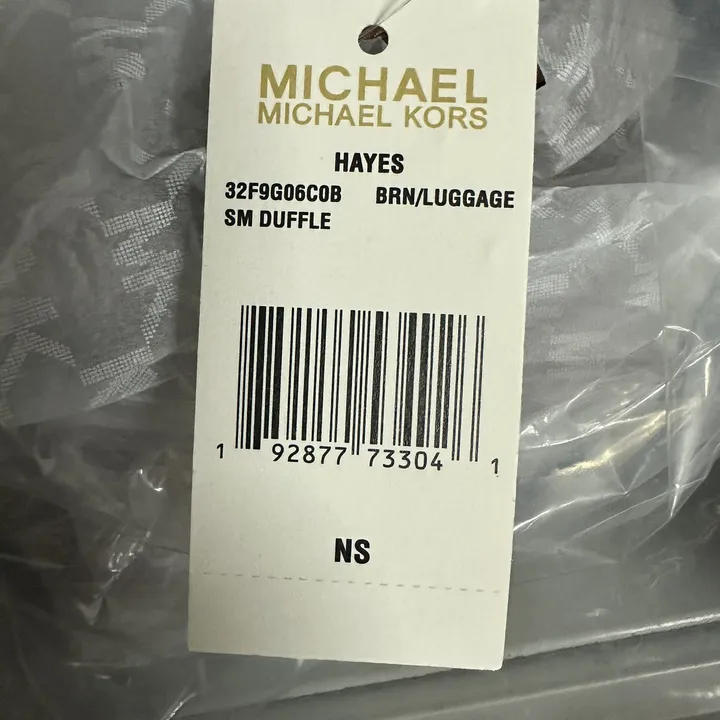 MICHAEL
MICHAEL KORS
HAYES
32F9G06C0B BRN/LUGGAGE
SM DUFFLE
1 92877 73304 1
NS